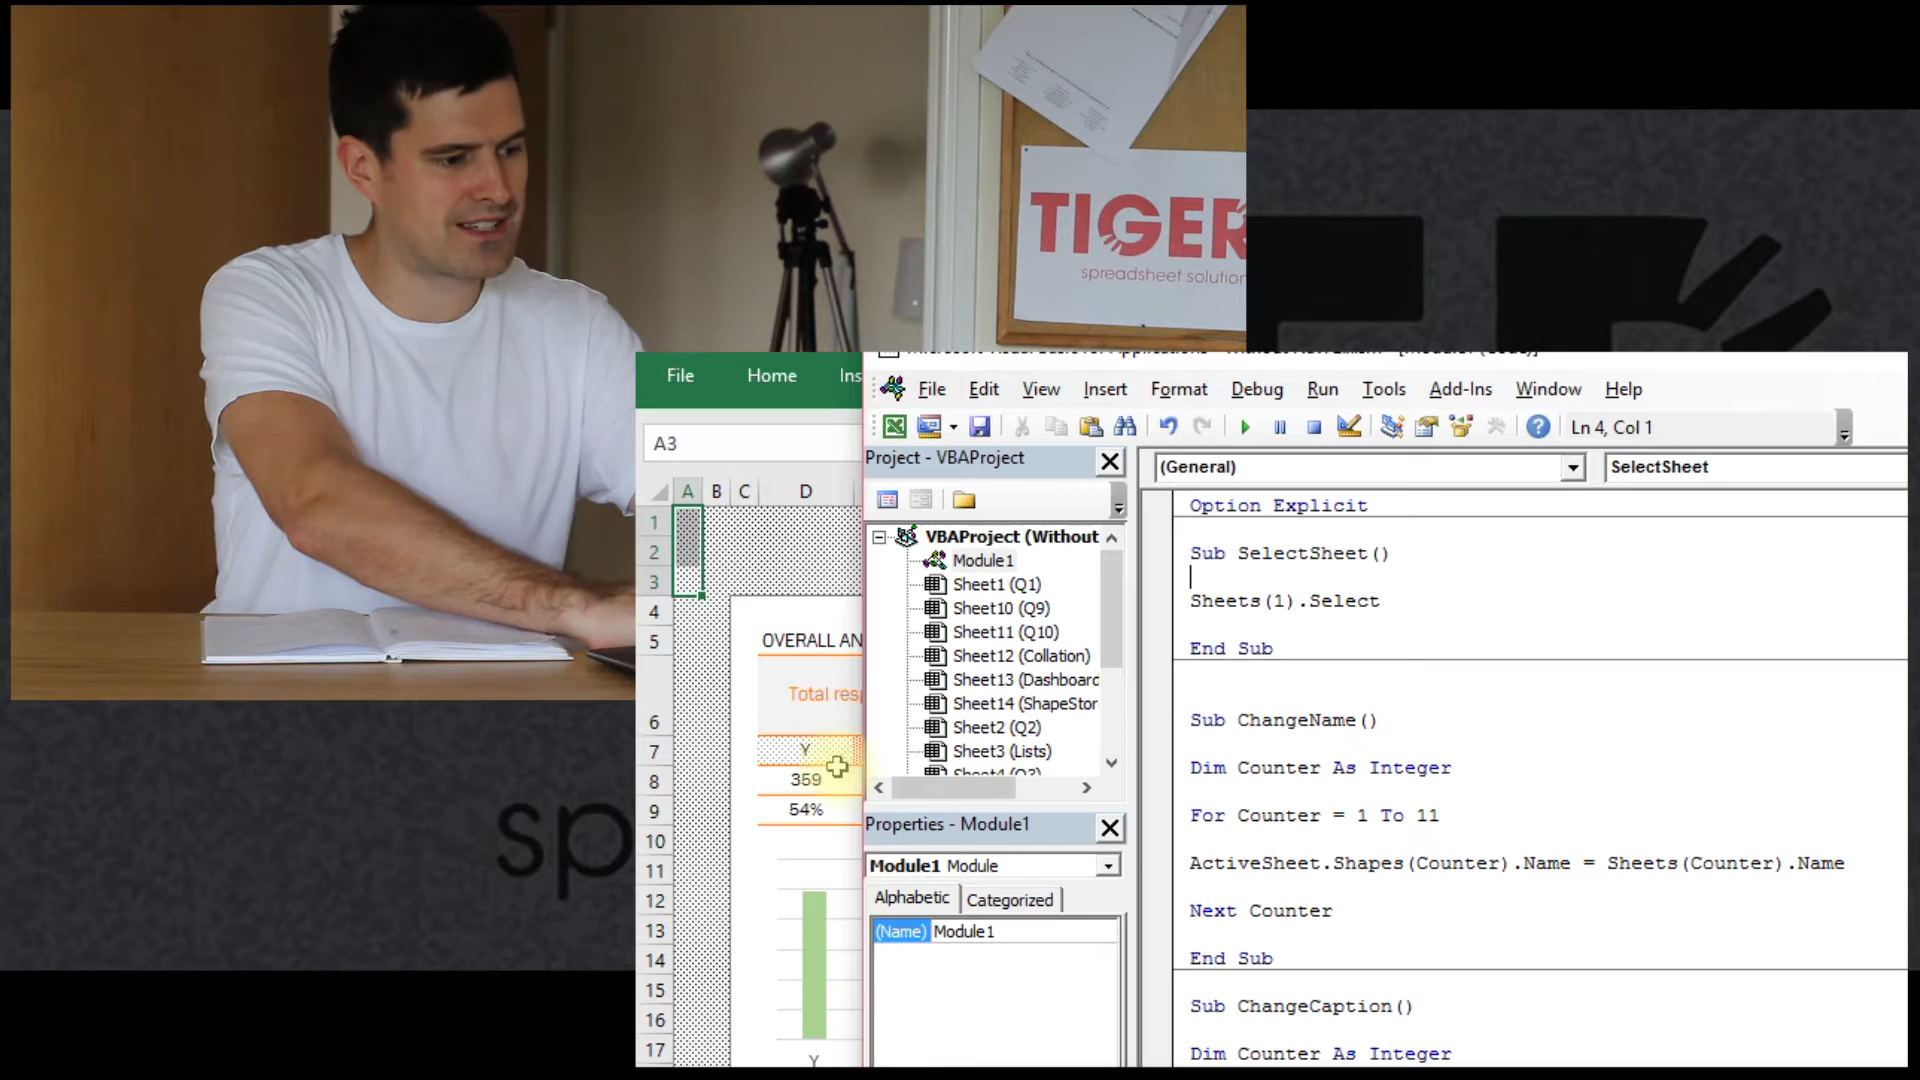 TIGER
spreadsheet solution
sp
File Home Ins
A3
A B C D
1
2
3
4
5
6
7
8
9
10
11
12
13
14
15
16
17
OVERALL AN
Total resp
Y
359
54%
Y
File Edit View Insert Format Debug Run Tools Add-Ins Window Help
Ln 4, Col 1
Project - VBAProject
VBAProject (Without
Module1
Sheet1 (Q1)
Sheet10 (Q9)
Sheet11 (Q10)
Sheet12 (Collation)
Sheet13 (Dashboard
Sheet14 (ShapeStor
Sheet2 (Q2)
Sheet3 (Lists)
Sheet4 (Q3)
Properties - Module1
Module1 Module
Alphabetic Categorized
(Name) Module1
(General) SelectSheet
Option Explicit
Sub SelectSheet()
Sheets(1).Select
End Sub
Sub ChangeName()
Dim Counter As Integer
For Counter = 1 To 11
ActiveSheet.Shapes(Counter).Name = Sheets(Counter).Name
Next Counter
End Sub
Sub ChangeCaption()
Dim Counter As Integer